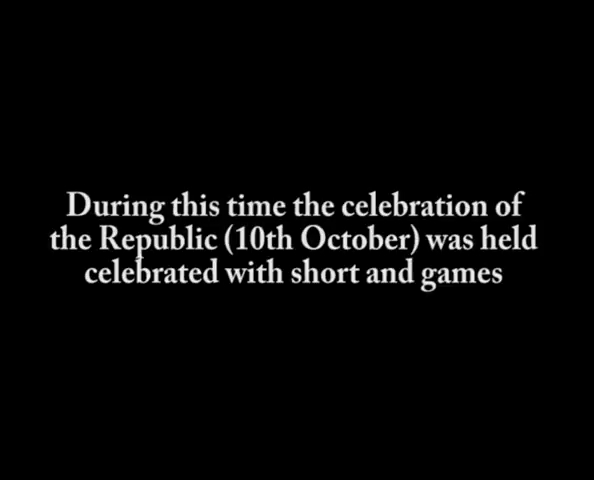 During this time the celebration of
the Republic (10th October) was held
celebrated with short and games